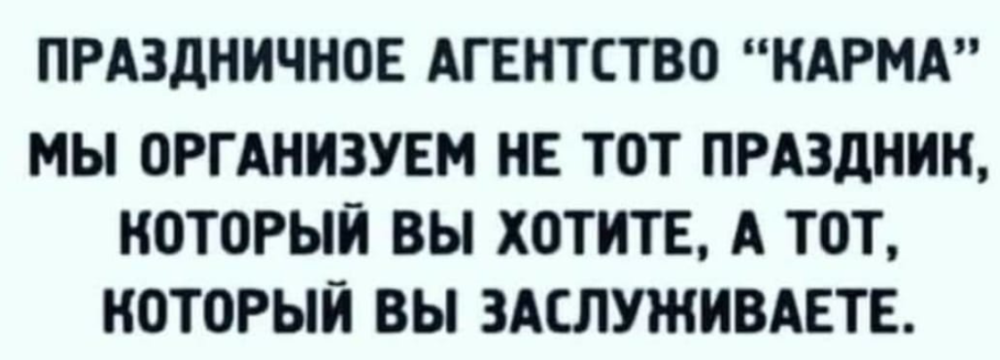 ПРАЗДНИЧНОЕ АГЕНТСТВО “КАРМА”
МЫ ОРГАНИЗУЕМ НЕ ТОТ ПРАЗДНИК,
КОТОРЫЙ ВЫ ХОТИТЕ, А ТОТ,
КОТОРЫЙ ВЫ ЗАСЛУЖИВАЕТЕ.